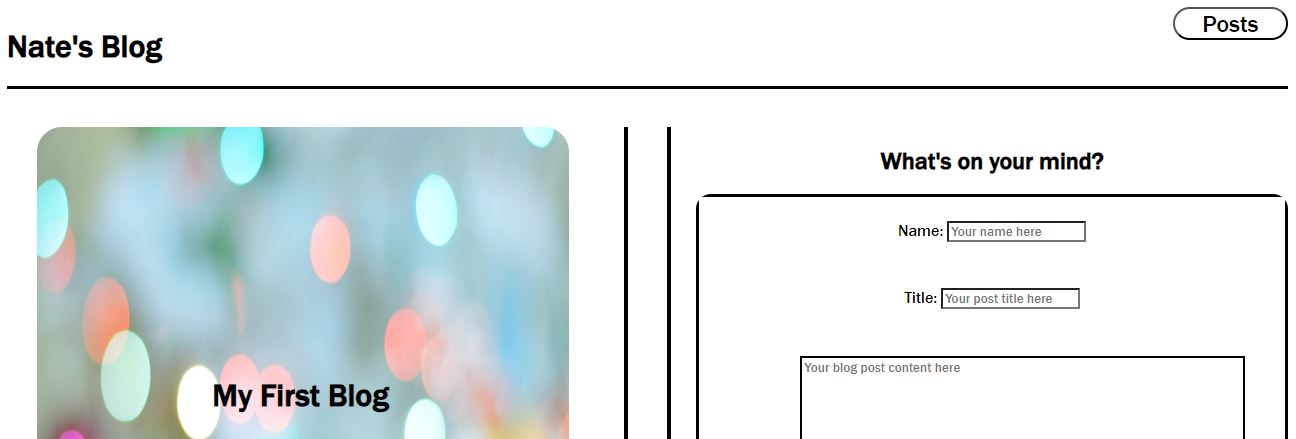 Posts
Nate's Blog
What's on your mind?
Name: Your name here
Title: Your post title here
Your blog post content here
My First Blog